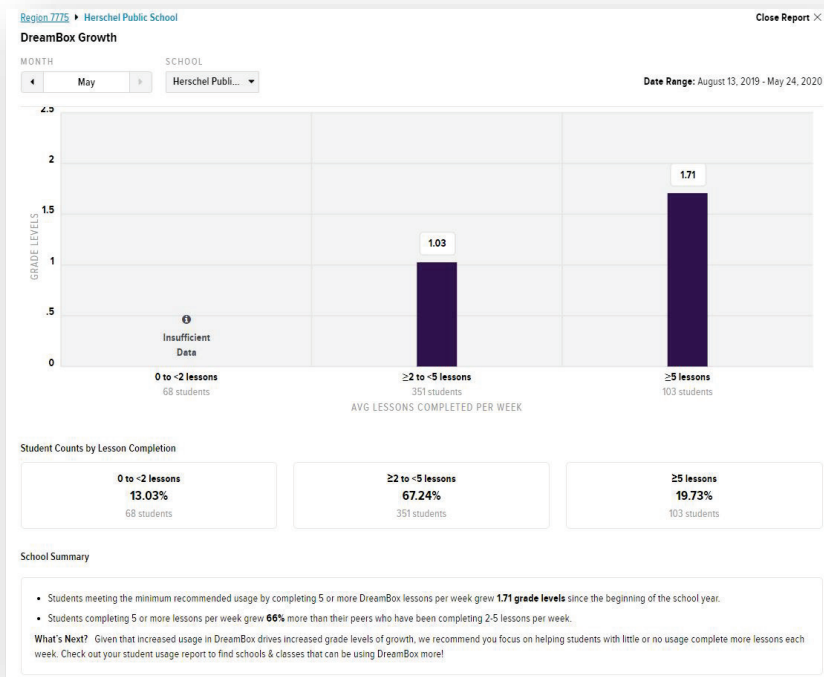 Region 7775 ▸ Herschel Public School
Close Report ×
DreamBox Growth
MONTH
SCHOOL
May
Herschel Publi...
Date Range: August 13, 2019 - May 24, 2020
2.5
2
1.71
1.5
1.03
GRADE LEVELS
1
.5
Insufficient
Data
0
0 to <2 lessons
≥2 to <5 lessons
≥5 lessons
68 students
351 students
103 students
AVG LESSONS COMPLETED PER WEEK
Student Counts by Lesson Completion
0 to <2 lessons
≥2 to <5 lessons
≥5 lessons
13.03%
67.24%
19.73%
68 students
351 students
103 students
School Summary
• Students meeting the minimum recommended usage by completing 5 or more DreamBox lessons per week grew 1.71 grade levels since the beginning of the school year.
• Students completing 5 or more lessons per week grew 66% more than their peers who have been completing 2-5 lessons per week.
What's Next? Given that increased usage in DreamBox drives increased grade levels of growth, we recommend you focus on helping students with little or no usage complete more lessons each
week. Check out your student usage report to find schools & classes that can be using DreamBox more!